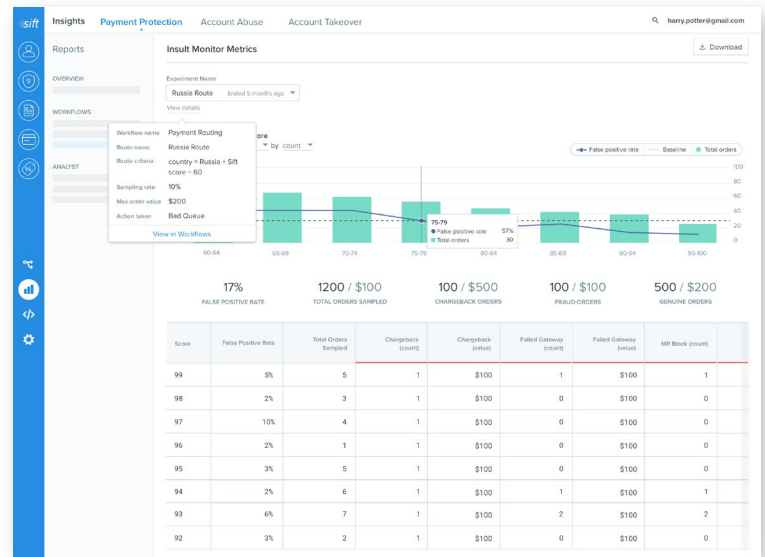 sift
Insights Payment Protection Account Abuse Account Takeover
harry.potter@gmail.com
Reports
Insult Monitor Metrics
Download
OVERVIEW
WORKFLOWS
ANALYST
Experiment Name
Russia Route Ended 5 months ago
View details
Workflow name Payment Routing
Route name Russia Route
Route criteria country = Russia + Sift
score = 60
Sampling rate 10%
Max order value $200
Action taken Bad Queue
View in Workflows
by count
False positive rate Baseline Total orders
100
80
60
40
20
0
75-79
False positive rate 57%
Total orders 30
60-64 65-69 70-74 75-79 80-84 85-89 90-94 95-100
17% 1200 / $100 100 / $500 100 / $100 500 / $200
FALSE POSITIVE RATE TOTAL ORDERS SAMPLED CHARGEBACK ORDERS FRAUD ORDERS GENUINE ORDERS
Score False Positive Rate Total Orders Sampled Chargeback (count) Chargeback (value) Failed Gateway (count) Failed Gateway (value) MR Block (count)
99 5% 5 1 $100 1 $100 1
98 2% 3 1 $100 0 $100 0
97 10% 4 1 $100 0 $100 0
96 2% 1 1 $100 0 $100 0
95 3% 5 1 $100 0 $100 0
94 2% 6 1 $100 1 $100 1
93 6% 7 1 $100 2 $100 2
92 3% 2 1 $100 0 $100 0